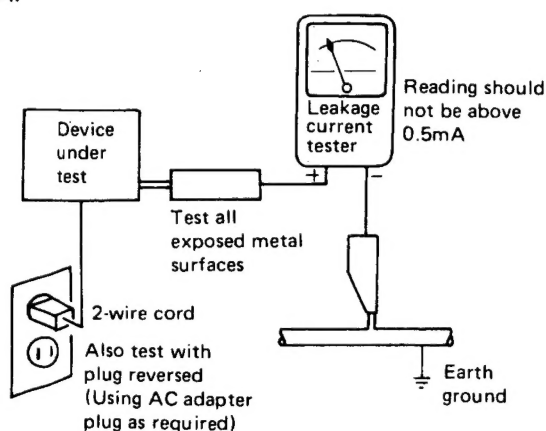 Device
under
test
Leakage
current
tester
+ −
Reading should
not be above
0.5mA
Test all
exposed metal
surfaces
2-wire cord
Also test with
plug reversed
(Using AC adapter
plug as required)
Earth
ground